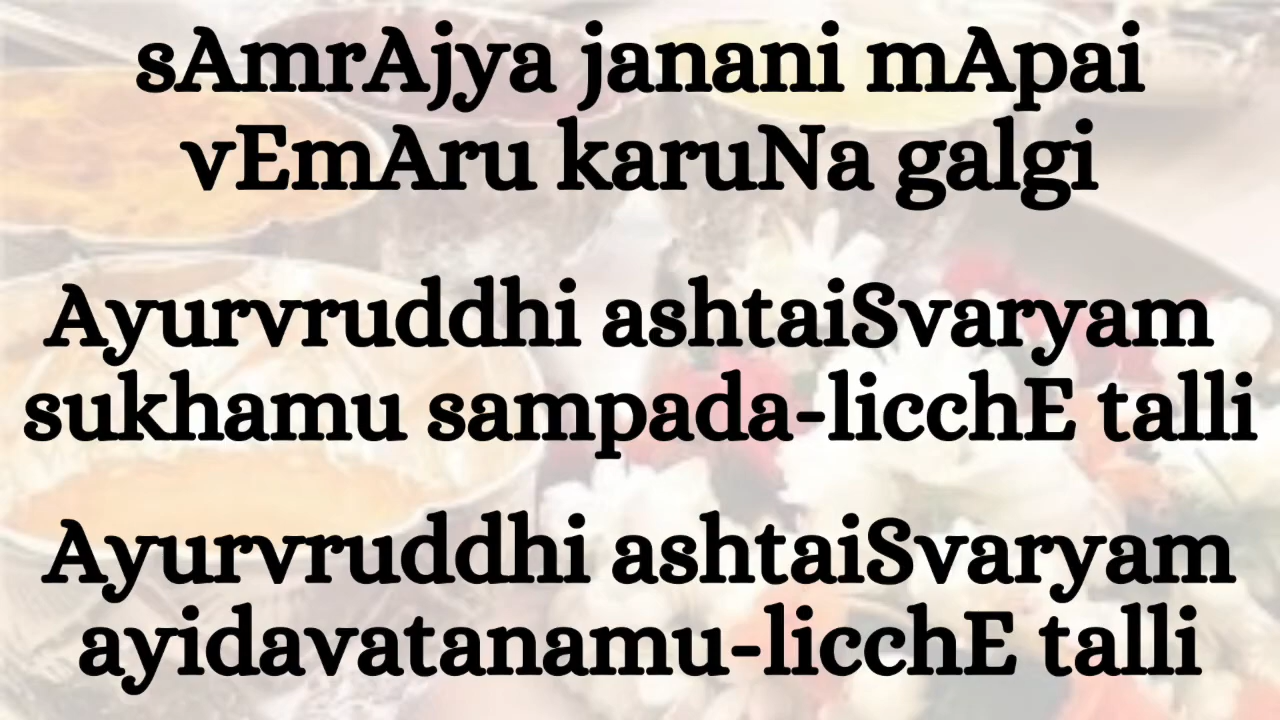 sAmrAjya janani mApai
vEmAru karuNa galgi
Ayurvruddhi ashtaiSvaryam
sukhamu sampada-licchE talli
Ayurvruddhi ashtaiSvaryam
ayidavatanamu-licchE talli